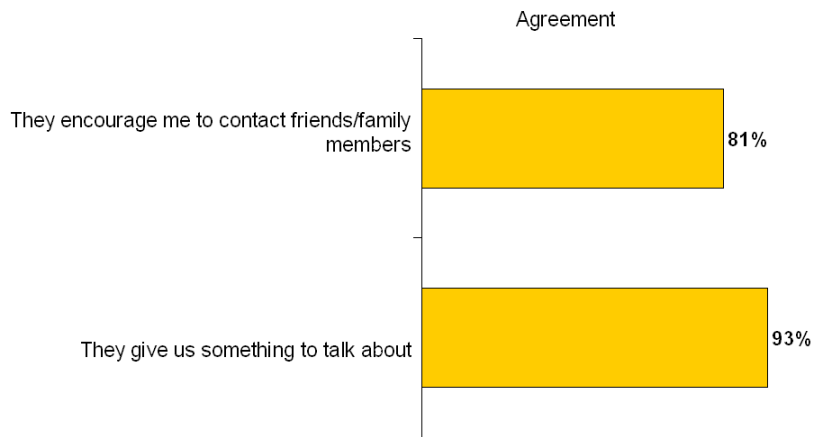 Agreement
They encourage me to contact friends/family
members
81%
They give us something to talk about
93%